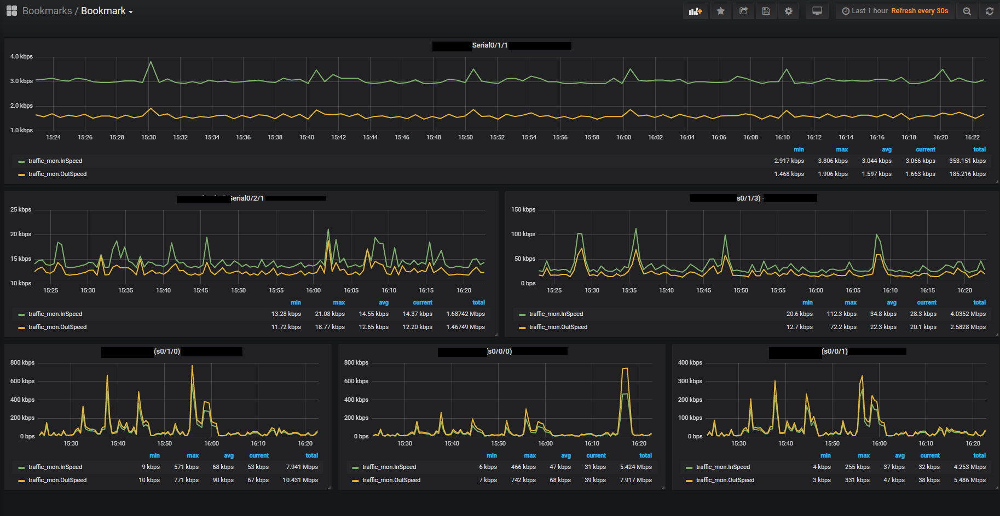 Bookmarks / Bookmark
Last 1 hour Refresh every 30s
Serial0/1/1
4.0 kbps
3.0 kbps
2.0 kbps
1.0 kbps
15:24 15:26 15:28 15:30 15:32 15:34 15:36 15:38 15:40 15:42 15:44 15:46 15:48 15:50 15:52 15:54 15:56 15:58 16:00 16:02 16:04 16:06 16:08 16:10 16:12 16:14 16:16 16:18 16:20 16:22
min max avg current total
traffic_mon.InSpeed 2.917 kbps 3.806 kbps 3.044 kbps 3.066 kbps 353.151 kbps
traffic_mon.OutSpeed 1.468 kbps 1.906 kbps 1.597 kbps 1.663 kbps 185.216 kbps
Serial0/2/1
25 kbps
20 kbps
15 kbps
10 kbps
15:25 15:30 15:35 15:40 15:45 15:50 15:55 16:00 16:05 16:10 16:15 16:20
min max avg current total
traffic_mon.InSpeed 13.28 kbps 21.08 kbps 14.55 kbps 14.37 kbps 1.68742 Mbps
traffic_mon.OutSpeed 11.72 kbps 18.77 kbps 12.65 kbps 12.20 kbps 1.46749 Mbps
s0/1/3) -
150 kbps
100 kbps
50 kbps
0 bps
15:25 15:30 15:35 15:40 15:45 15:50 15:55 16:00 16:05 16:10 16:15 16:20
min max avg current total
traffic_mon.InSpeed 20.6 kbps 112.3 kbps 34.8 kbps 28.3 kbps 4.0352 Mbps
traffic_mon.OutSpeed 12.7 kbps 72.2 kbps 22.3 kbps 20.1 kbps 2.5828 Mbps
(s0/1/0)
800 kbps
600 kbps
400 kbps
200 kbps
0 bps
15:30 15:40 15:50 16:00 16:10 16:20
min max avg current total
traffic_mon.InSpeed 9 kbps 571 kbps 68 kbps 53 kbps 7.941 Mbps
traffic_mon.OutSpeed 10 kbps 771 kbps 90 kbps 67 kbps 10.431 Mbps
(s0/0/0)
800 kbps
600 kbps
400 kbps
200 kbps
0 bps
15:30 15:40 15:50 16:00 16:10 16:20
min max avg current total
traffic_mon.InSpeed 6 kbps 466 kbps 47 kbps 31 kbps 5.424 Mbps
traffic_mon.OutSpeed 7 kbps 742 kbps 68 kbps 39 kbps 7.917 Mbps
(s0/0/1)
400 kbps
300 kbps
200 kbps
100 kbps
0 bps
15:30 15:40 15:50 16:00 16:10 16:20
min max avg current total
traffic_mon.InSpeed 4 kbps 255 kbps 37 kbps 32 kbps 4.253 Mbps
traffic_mon.OutSpeed 3 kbps 331 kbps 47 kbps 38 kbps 5.486 Mbps